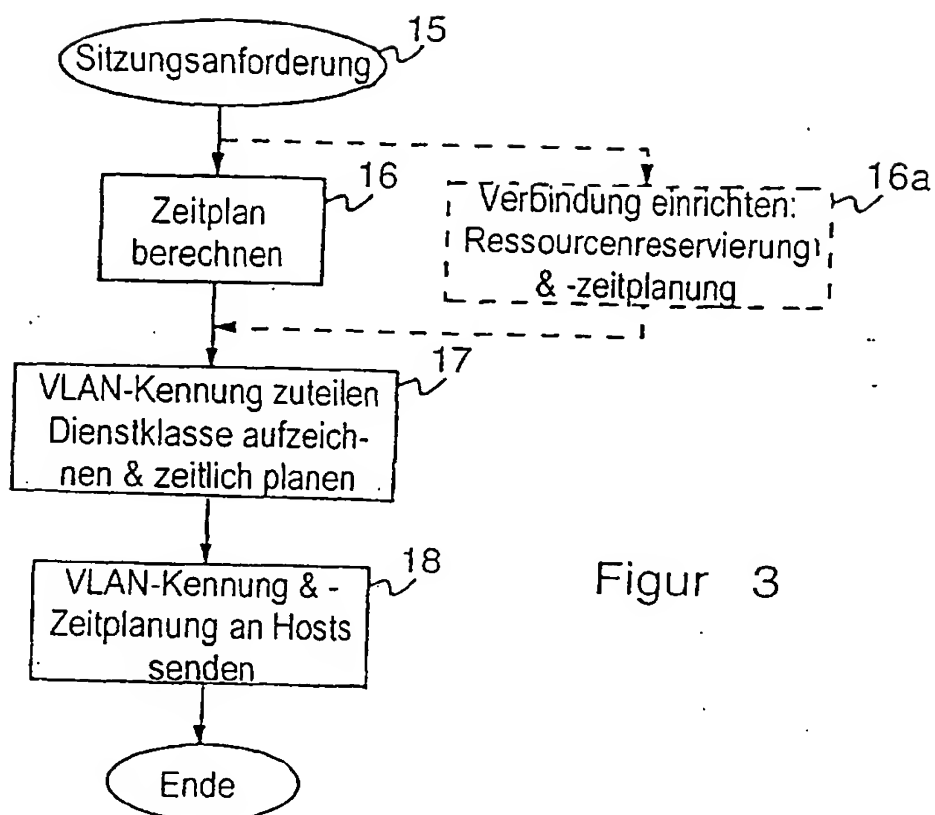 15
Sitzungsanforderung
16
Zeitplan
berechnen
16a
Verbindung einrichten:
Ressourcenreservierung
& -zeitplanung
17
VLAN-Kennung zuteilen
Dienstklasse aufzeich-
nen & zeitlich planen
18
VLAN-Kennung & -
Zeitplanung an Hosts
senden
Figur 3
Ende